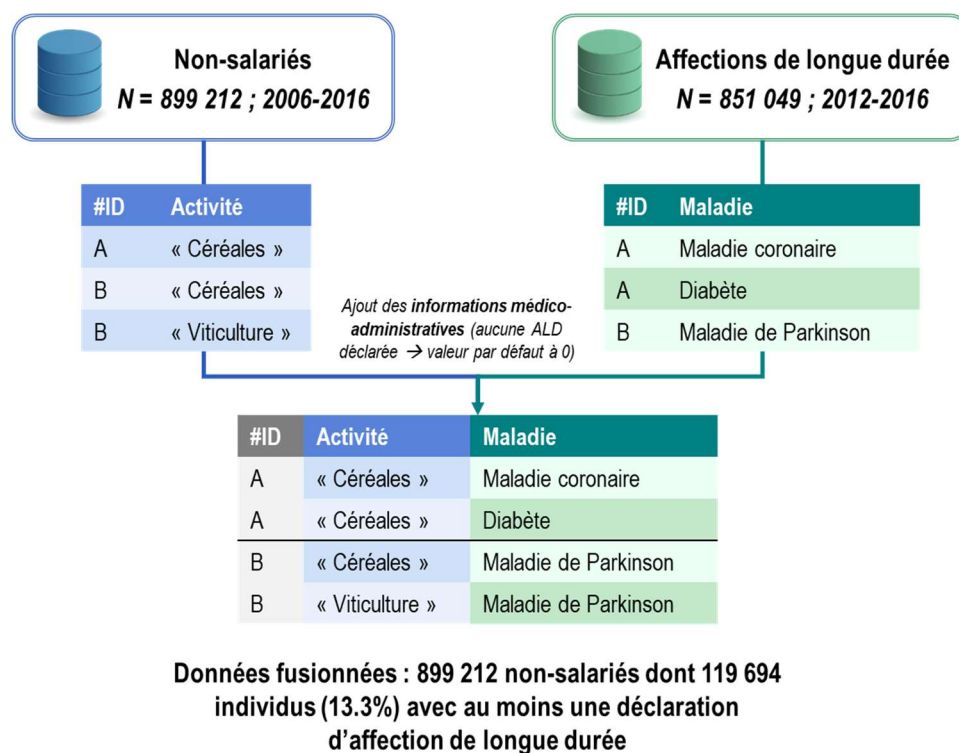 Non-salariés
N = 899 212 ; 2006-2016
Affections de longue durée
N = 851 049 ; 2012-2016
#ID Activité
A « Céréales »
B « Céréales »
B « Viticulture »
#ID Maladie
A Maladie coronaire
A Diabète
B Maladie de Parkinson
Ajout des informations médico-
administratives (aucune ALD
déclarée → valeur par défaut à 0)
#ID Activité Maladie
A « Céréales » Maladie coronaire
A « Céréales » Diabète
B « Céréales » Maladie de Parkinson
B « Viticulture » Maladie de Parkinson
Données fusionnées : 899 212 non-salariés dont 119 694
individus (13.3%) avec au moins une déclaration
d'affection de longue durée